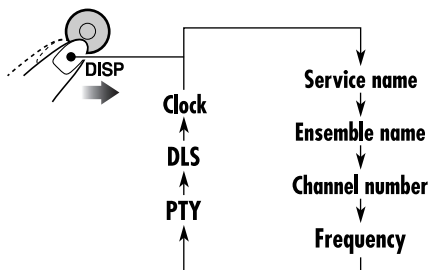 DISP
Service name
Clock
Ensemble name
DLS
Channel number
PTY
Frequency